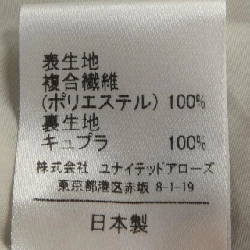 表生地
複合繊維
(ポリエステル) 100%
裏生地
キュプラ 100%
株式会社 ユナイテッドアローズ
東京都港区赤坂 8-1-19
日本製